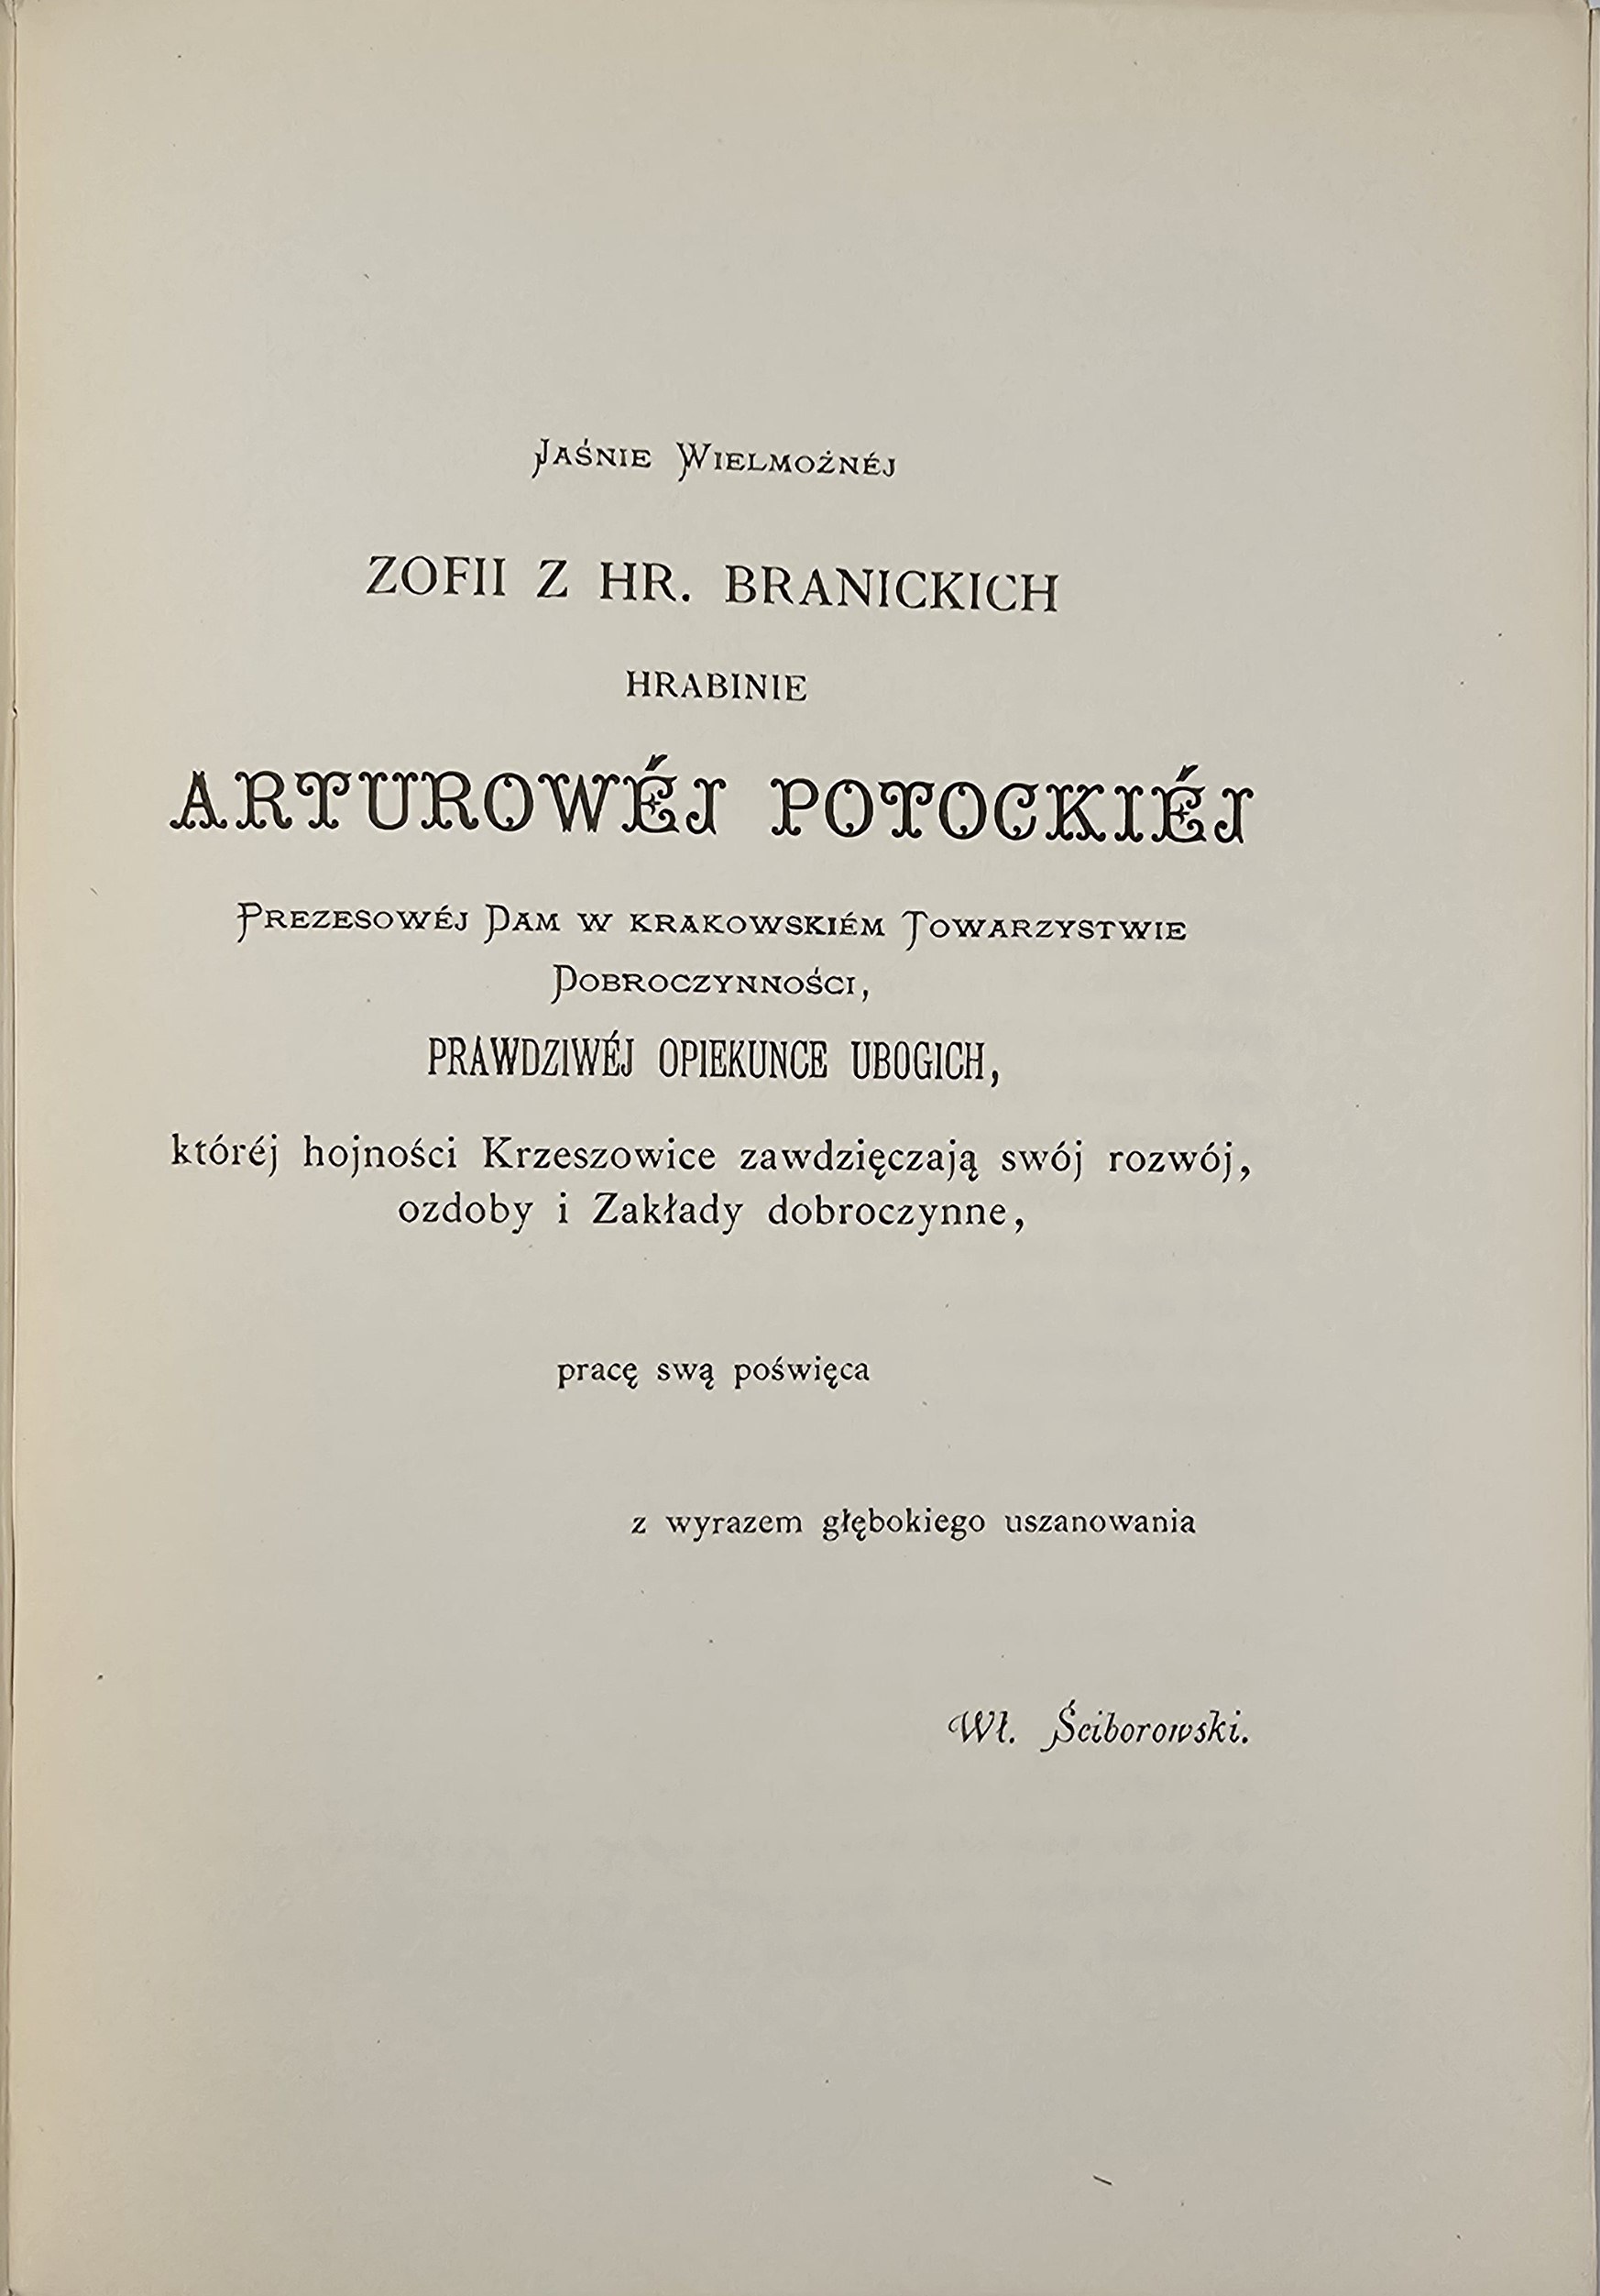 Jaśnie Wielmożnéj
ZOFII Z HR. BRANICKICH
HRABINIE
ARTUROWÉJ POTOCKIÉJ
Prezesowéj Dam w krakowskiém Towarzystwie
Dobroczynności,
PRAWDZIWÉJ OPIEKUNCE UBOGICH,
któréj hojności Krzeszowice zawdzięczają swój rozwój,
ozdoby i Zakłady dobroczynne,
pracę swą poświęca
z wyrazem głębokiego uszanowania
Wł. Ściborowski.